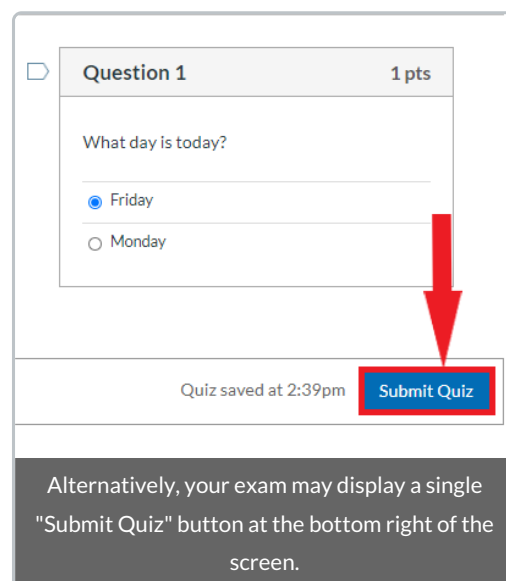 Question 1 1 pts
What day is today?
Friday
Monday
Quiz saved at 2:39pm Submit Quiz
Alternatively, your exam may display a single
"Submit Quiz" button at the bottom right of the
screen.